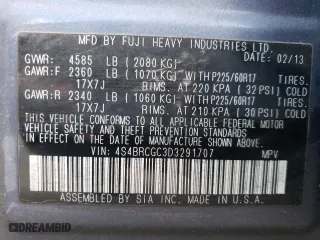 MFD BY FUJI HEAVY INDUSTRIES LTD. 02/13
GVWR: 4585 LB (2080 KG)
GAWR:F 2360 LB (1070 KG) WITH P225/60R17 TIRES.
17X7J RIMS. AT 220 KPA (32 PSI) COLD
GAWR:R 2340 LB (1060 KG) WITH P225/60R17 TIRES.
17X7J RIMS. AT 210 KPA (30 PSI) COLD
THIS VEHICLE CONFORMS TO ALL APPLICABLE
FEDERAL MOTOR VEHICLE SAFETY AND THEFT PREVENTION STANDARDS
IN EFFECT ON THE DATE OF MANUFACTURE SHOWN ABOVE.
VIN: 4S4BRCGC3D3291707 MPV
ASSEMBLED BY SIA INC. MADE IN U.S.A.